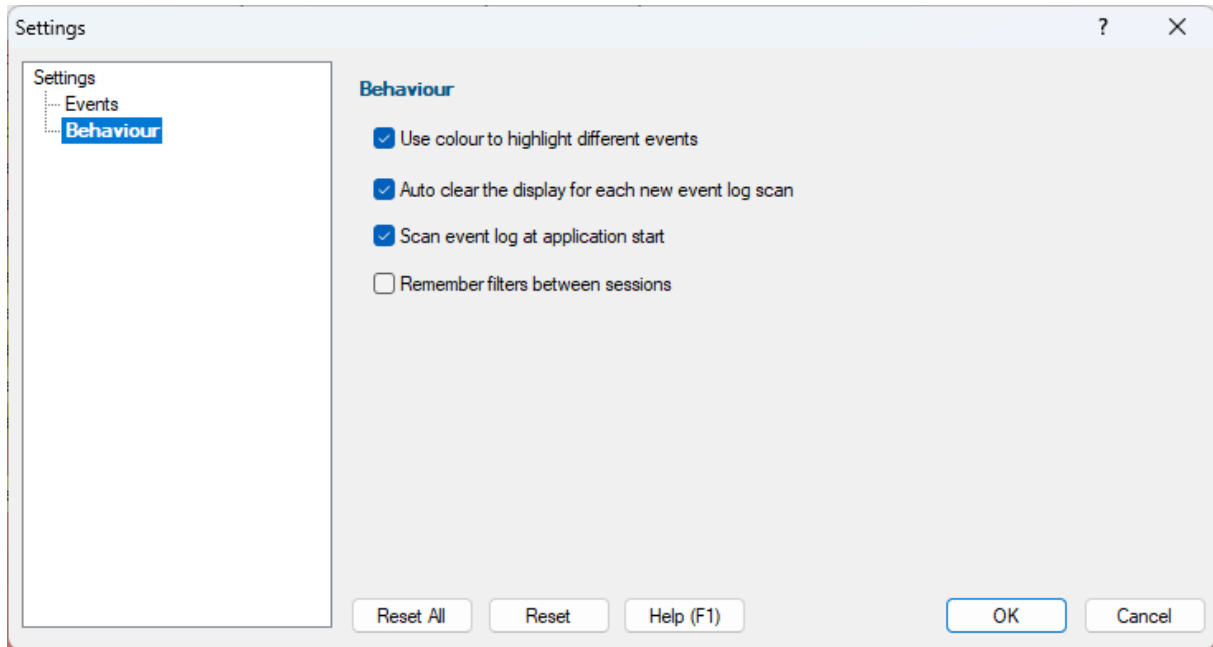 Settings
?
Settings
Events
Behaviour
Behaviour
Use colour to highlight different events
Auto clear the display for each new event log scan
Scan event log at application start
Remember filters between sessions
Reset All
Reset
Help (F1)
OK
Cancel